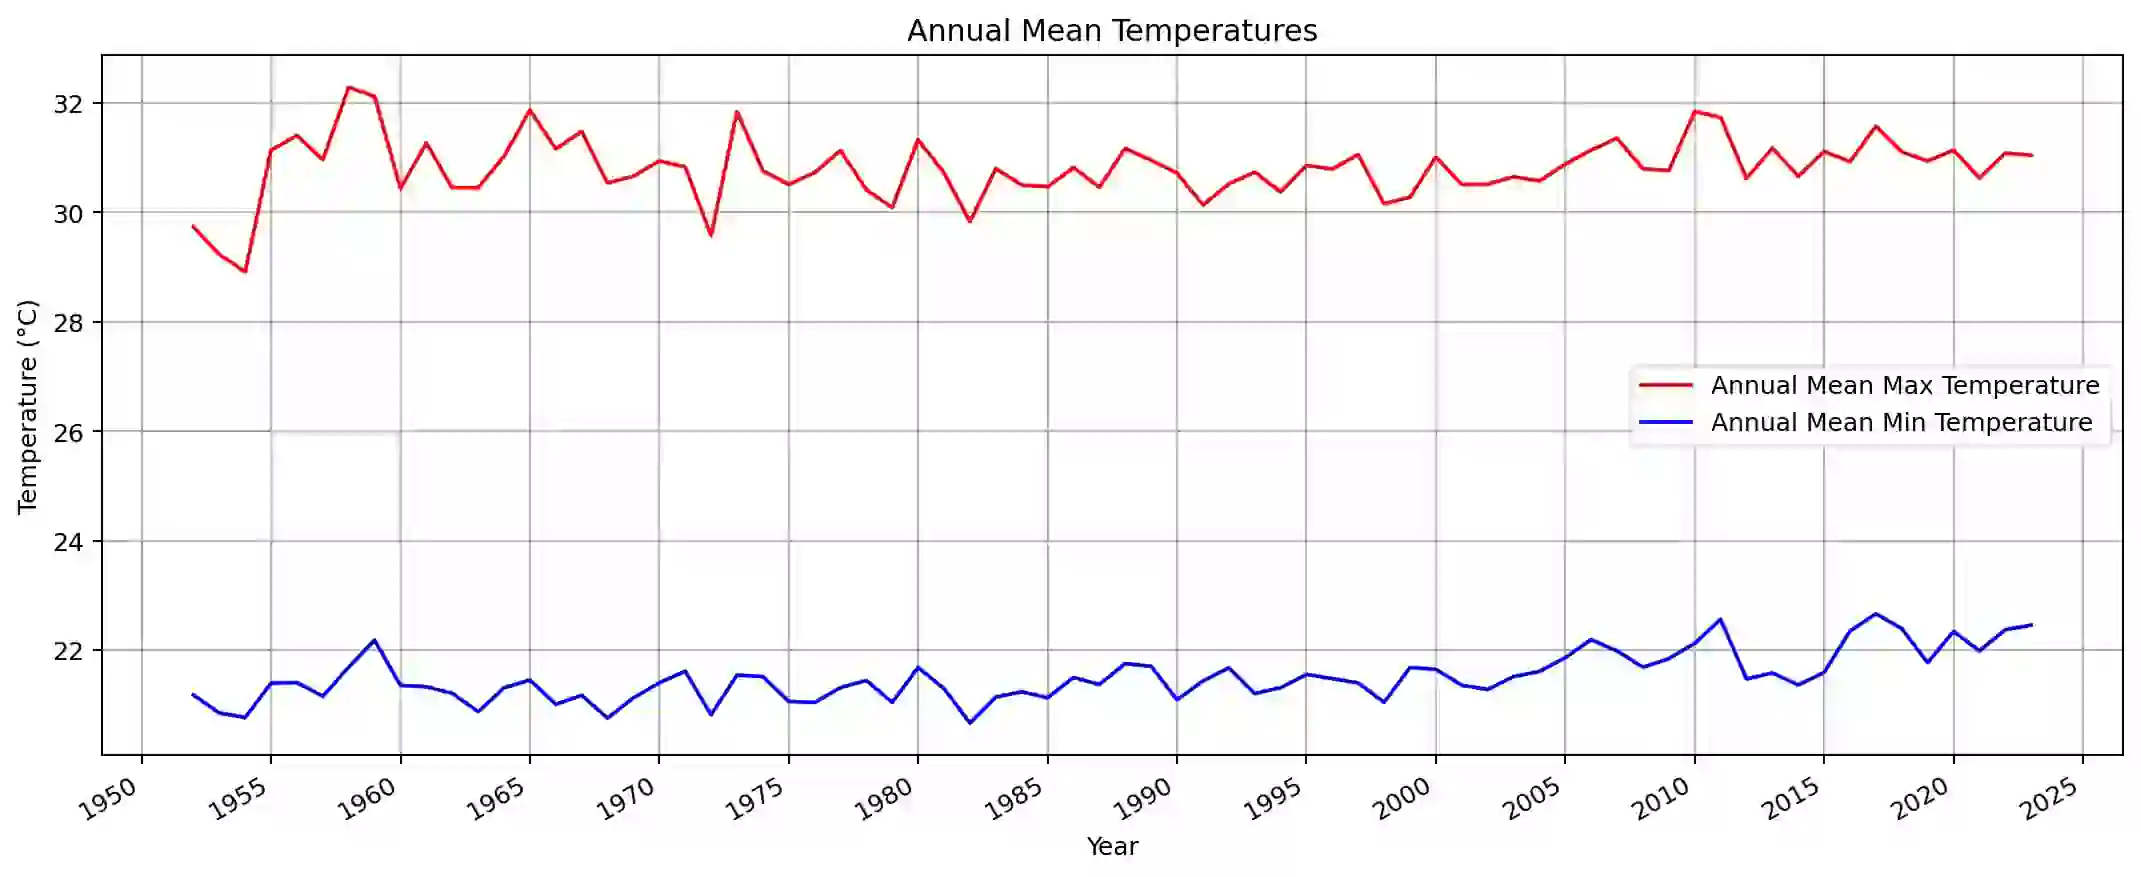 Annual Mean Temperatures
Temperature (°C)
32
30
28
26
24
22
Annual Mean Max Temperature
Annual Mean Min Temperature
1950 1955 1960 1965 1970 1975 1980 1985 1990 1995 2000 2005 2010 2015 2020 2025
Year